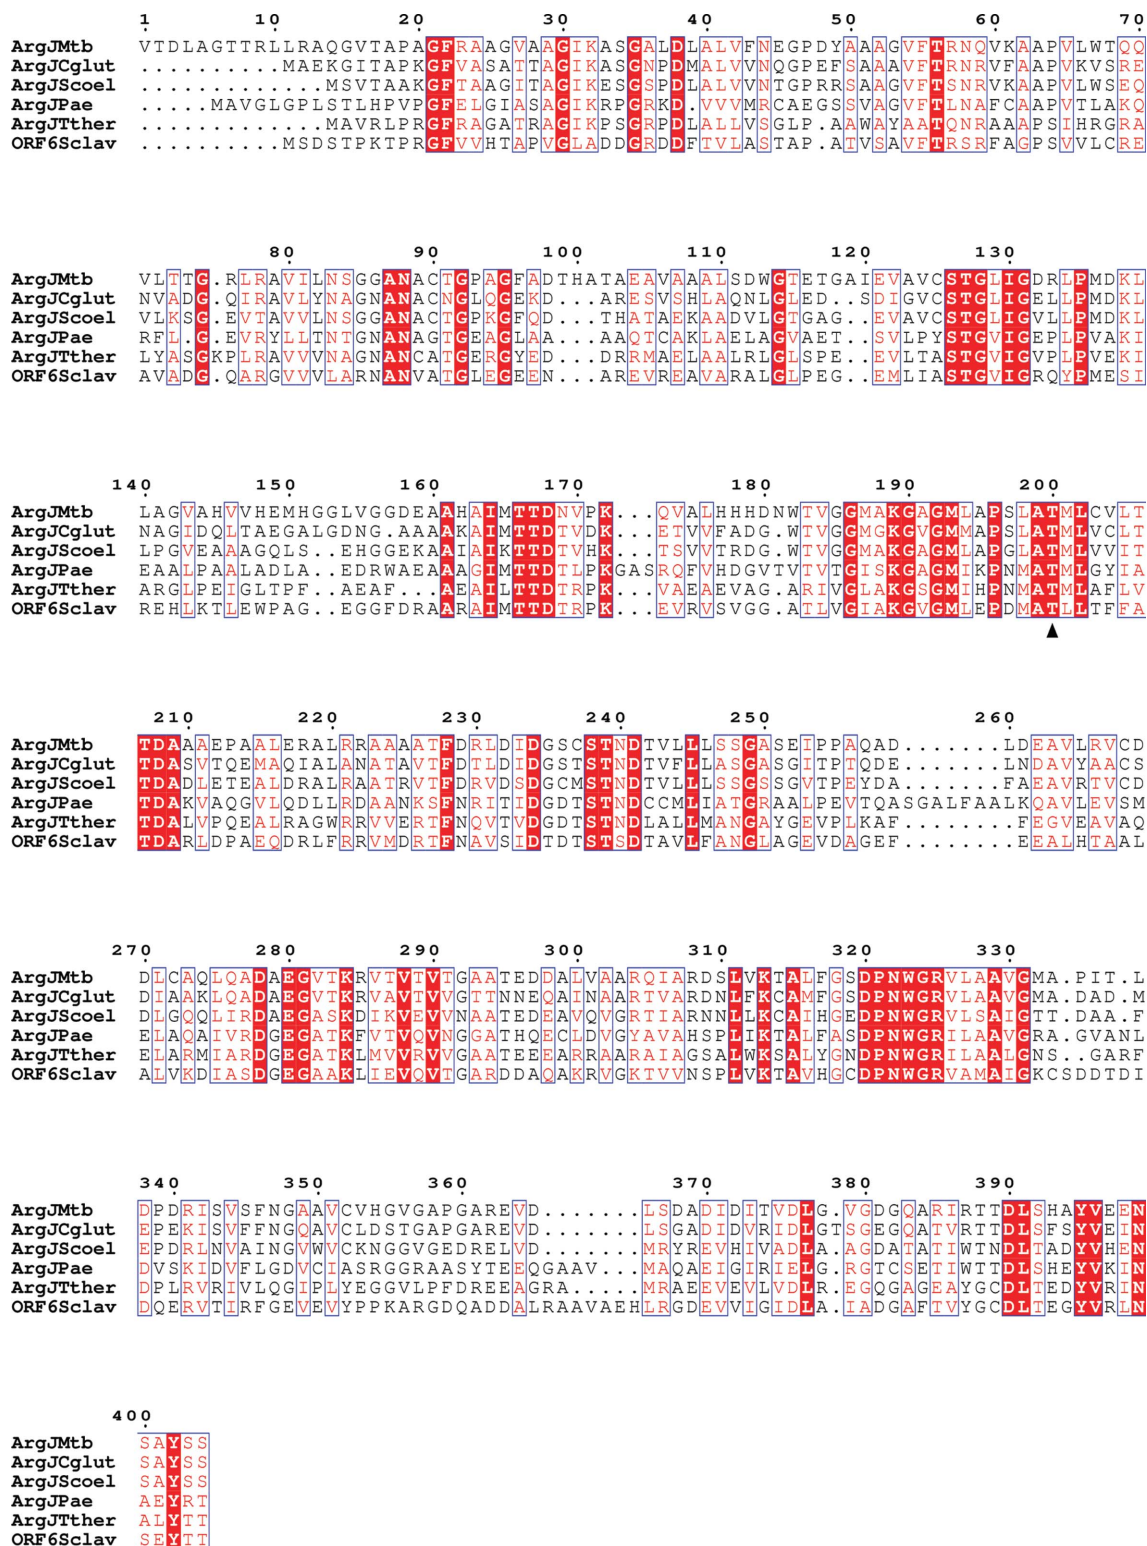 1 10 20 30 40 50 60 70
ArgJMtb VTDLAGTTRLLRAQGVTAPAGFRAAGVAAGIKASGALDLALVFNEGPDYAAAGVFTRNQVKAAPVLWTQQ
ArgJCglut ..........MAEKGITAPKGFVASATTAGIKASGNPDMALVVNQGPEFSAAAVFTRNRVFAAPVKVSRE
ArgJScoel .............MSVTAAKGFTAAGITAGIKESGSPDLALVVNTGPRRSAAGVFTSNRVKAAPVLWSEQ
ArgJPae .....MAVGLGPLSTLHPVPGFELGIASAGIKRPGRKD.VVVMRCAEGSSVAGVFTLNAFCAAPVTLAKQ
ArgJTther .............MAVRLPRGFRAGATRAGIKPSGRPDLALLVSGLP.AAWAYAATQNRAAAPSIHRGRA
ORF6Sclav ..........MSDSTPKTPRGFVVHTAPVGLADDGRDDFTVLASTAP.ATVSAVFTRSRFAGPSVVLCRE
80 90 100 110 120 130
ArgJMtb VLTTG.RLRAVILNSGGANACTGPAGFADTHATAEAVAAALSDWGTETGAIEVAVCSTGLIGDRLPMDKL
ArgJCglut NVADG.QIRAVLYNAGNANACNGLQGEKD...ARESVSHLAQNLGLED..SDIGVCSTGLIGELLPMDKL
ArgJScoel VLKSG.EVTAVVLNSGGANACTGPKGFQD...THATAEKAADVLGTGAG..EVAVCSTGLIGVLLPMDKL
ArgJPae RFL.G.EVRYLLTNTGNANAGTGEAGLAA...AAQTCAKLAELAGVAET..SVLPYSTGVIGEPLPVAKI
ArgJTther LYASGKPLRAVVVNAGNANCATGERGYED...DRRMAELAALRLGLSPE..EVLTASTGVIGVPLPVEKI
ORF6Sclav AVADG.QARGVVVLARNANVATGLEGEEN...AREVREAVARALGLPEG..EMLIASTGVIGRQYPMESI
140 150 160 170 180 190 200
ArgJMtb LAGVAHVVHEMHGGLVGGDEAAHAIMTTDNVPK...QVALHHHDNWTVGGMAKGAGMLAPSLATMLCVLT
ArgJCglut NAGIDQLTAEGALGDNG.AAAAKAIMTTDTVDK...ETVVFADG.WTVGGMGKGVGMMAPSLATMLVCLT
ArgJScoel LPGVEAAAGQLS..EHGGEKAAIAIKTTDTVHK...TSVVTRDG.WTVGGMAKGAGMLAPGLATMLVVIT
ArgJPae EAALPAALADLA..EDRWAEAAAGIMTTDTLPKGASRQFVHDGVTVTVTGISKGAGMIKPNMATMLGYIA
ArgJTther ARGLPEIGLTPF..AEAF...AEAILTTDTRPK...VAEAEVAG.ARIVGLAKGAGMIHPNMATMLAFLV
ORF6Sclav REHLKTLEWPAG..EGGFDRAARAIMTTDTRPK...EVRVSVGG.ATLVGIAKGVGMLEPDMATLLTFFA
▲
210 220 230 240 250 260
ArgJMtb TDAAAEPAALERALRRAAAATFDRLDIDGSCSTNDTVLLLSSGASEIPPAQAD........LDEAVLRVCD
ArgJCglut TDASVTQEMAQIALANATAVTFDTLDIDGSTSTNDTVFLLASGASGITPTQDE........LNDAVYAACS
ArgJScoel TDADLETEALDRALRAATRVTFDRVDSDGCMSTNDTVLLLSSGSSGVTPEYDA........FAEAVRTVCD
ArgJPae TDAKVAQGVLQDLLRDAANKSFNRITIDGDTSTNDCCMLIATGRAALPEVTQASGALFAALKQAVLEVSM
ArgJTther TDALVPQEALRAGWRRVVERTFNQVTVDGDTSTNDLALLMANGAYGEVPLKAF........FEGVEAVAQ
ORF6Sclav TDARLDPAEQDRLFRRVMDRTFNAVSIDTDTSTSDTAVLFANGLAGEVDAGEF........EEALHTAAL
270 280 290 300 310 320 330
ArgJMtb DLCAQLQADAEGVTKRVTVTVTGAATEDDALVAARQIARDSLVKTALFGSDPNWGRVLAAVGMA.PIT.L
ArgJCglut DIAAKLQADAEGVTKRVAVTVVGTTNNEQAINAARTVARDNLFKCAMFGSDPNWGRVLAAVGMA.DAD.M
ArgJScoel DLGQQLIRDAEGASKDIKVEVVNAATEDEAVQVGRTIARNNLLKCAIHGEDPNWGRVLSAIGTT.DAA.F
ArgJPae ELAQAIVRDGEGATKFVTVQVNGGATHQECLDVGYAVAHSPLIKTALFASDPNWGRILAAVGRA.GVANL
ArgJTther ELARMIARDGEGATKLMVVRVVGAATEEEARRAARAIAGSALWKSALYGNDPNWGRILAALGNS..GARF
ORF6Sclav ALVKDIASDGEGAAKLIEVQVTGARDDAQAKRVGKTVVNSPLVKTAVHGCDPNWGRVAMAIGKCSDDTDI
340 350 360 370 380 390
ArgJMtb DPDRISVSFNGAAVCVHGVGAPGAREVD.......LSDADIDITVDLG.VGDGQARIRTTDLSHAYVEEN
ArgJCglut EPEKISVFFNGQAVCLDSTGAPGAREVD.......LSGADIDVRIDLGTSGEGQATVRTTDLSFSYVEIN
ArgJScoel EPDRLNVAINGVWVCKNGGVGEDRELVD.......MRYREVHIVADLA.AGDATATIWTNDLTADYVHEN
ArgJPae DVSKIDVFLGDVCIASRGGRAASYTEEQGAAV...MAQAEIGIRIELG.RGTCSETIWTTDLSHEYVKIN
ArgJTther DPLRVRIVLQGIPLYEGGVLPFDREEAGRA.....MRAEEVEVLVDLR.EGQGAGEAYGCDLTEDYVRIN
ORF6Sclav DQERVTIRFGEVEVYPPKARGDQADDALRAAVAEHLRGDEVVIGIDLA.IADGAFTVYGCDLTEGYVRLN
400
ArgJMtb SAYSS
ArgJCglut SAYSS
ArgJScoel SAYSS
ArgJPae AEYRT
ArgJTther ALYTT
ORF6Sclav SEYTT